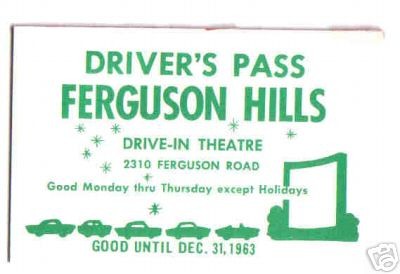 DRIVER'S PASS
FERGUSON HILLS
DRIVE-IN THEATRE
2310 FERGUSON ROAD
Good Monday thru Thursday except Holidays
GOOD UNTIL DEC. 31, 1963